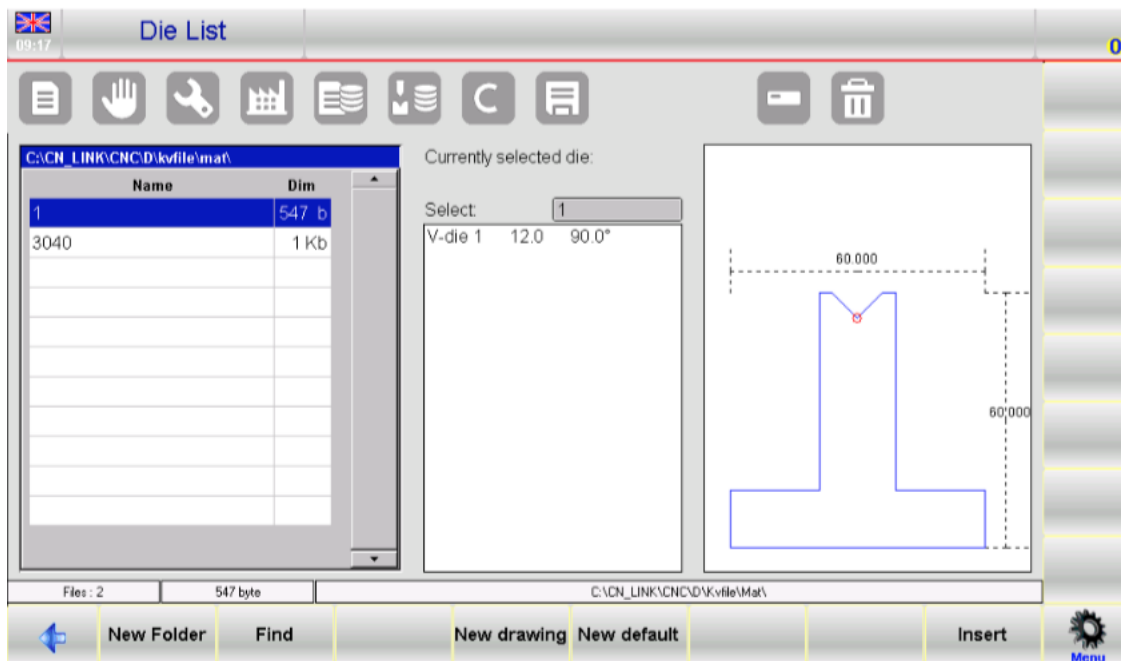 09:17
Die List
0
C:\CN_LINK\CNC\D\kvfile\mat\
Name Dim
1 547 b
3040 1 Kb
Currently selected die:
Select: 1
V-die 1 12.0 90.0°
60.000
60.000
Files : 2
547 byte
C:\CN_LINK\CNC\D\Kvfile\Mat\
New Folder
Find
New drawing
New default
Insert
Menu
C